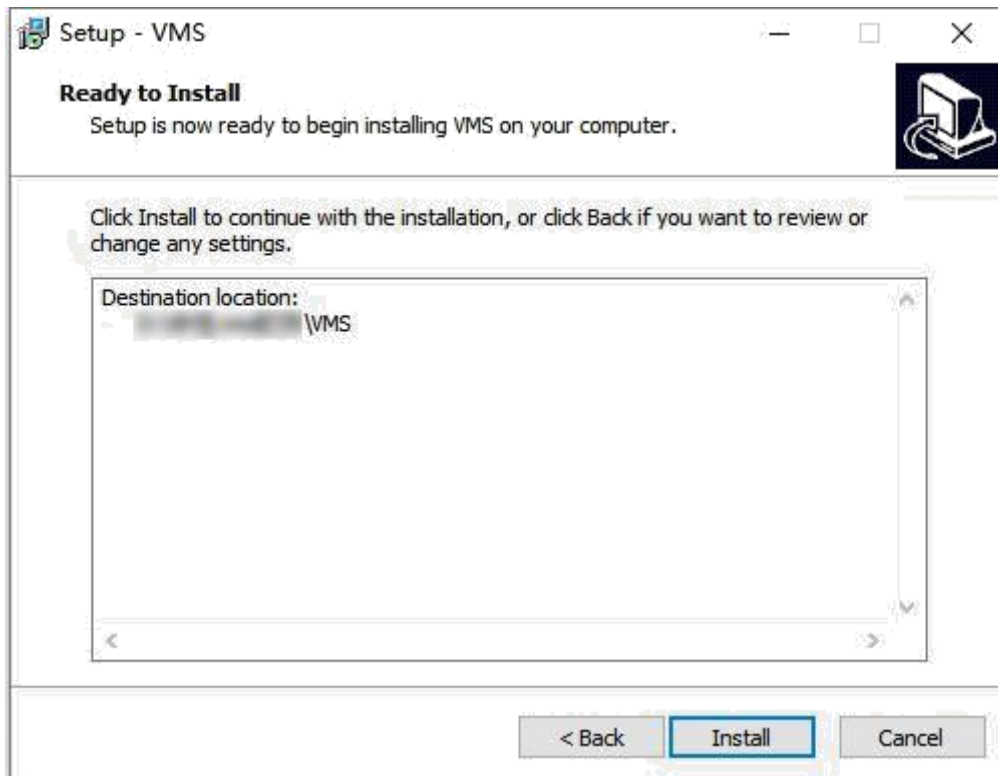 Setup - VMS
Ready to Install
Setup is now ready to begin installing VMS on your computer.
Click Install to continue with the installation, or click Back if you want to review or
change any settings.
Destination location:
\VMS
< Back
Install
Cancel